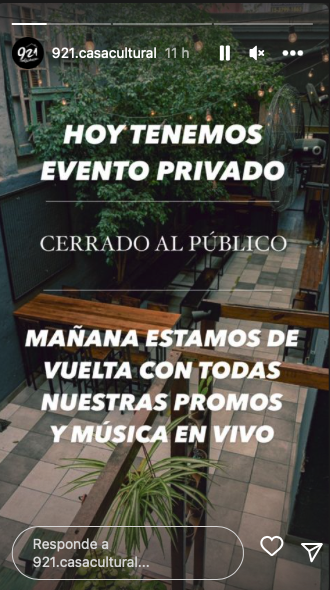 921
921.casacultural 11 h
HOY TENEMOS
EVENTO PRIVADO
CERRADO AL PÚBLICO
MAÑANA ESTAMOS DE
VUELTA CON TODAS
NUESTRAS PROMOS
Y MÚSICA EN VIVO
Responde a
921.casacultural...